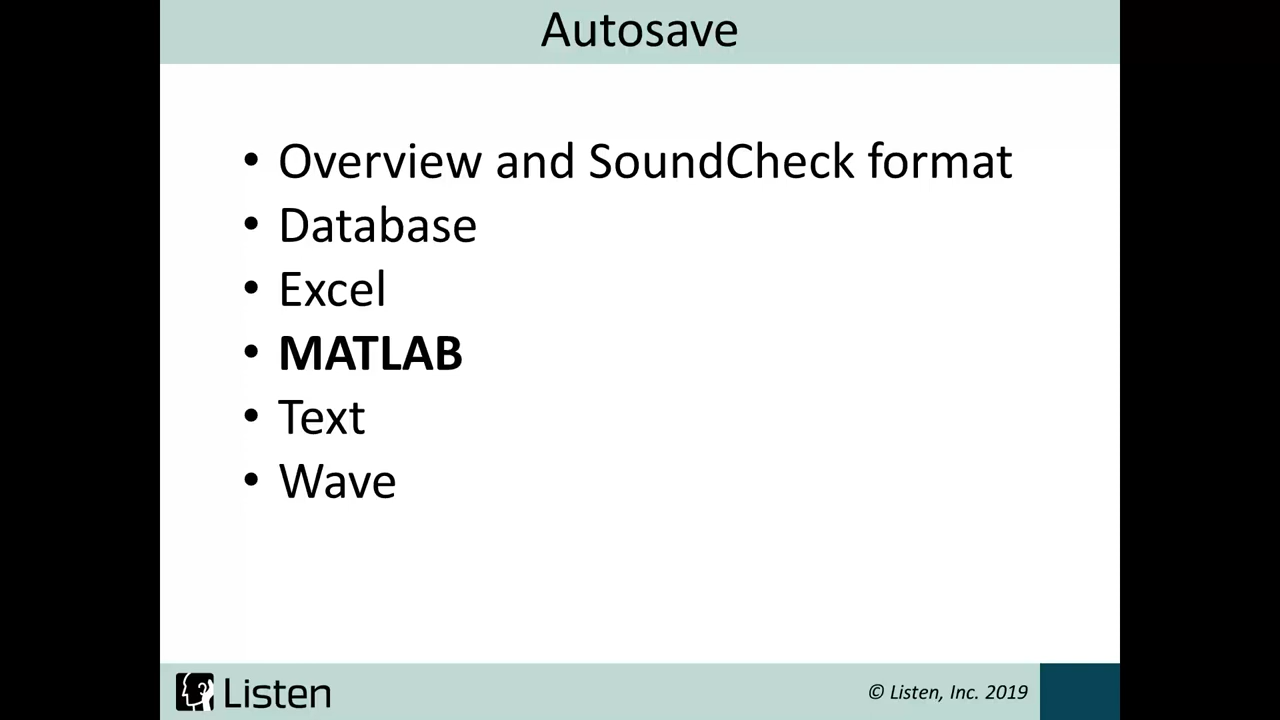 Autosave
• Overview and SoundCheck format
• Database
• Excel
• MATLAB
• Text
• Wave
Listen
© Listen, Inc. 2019